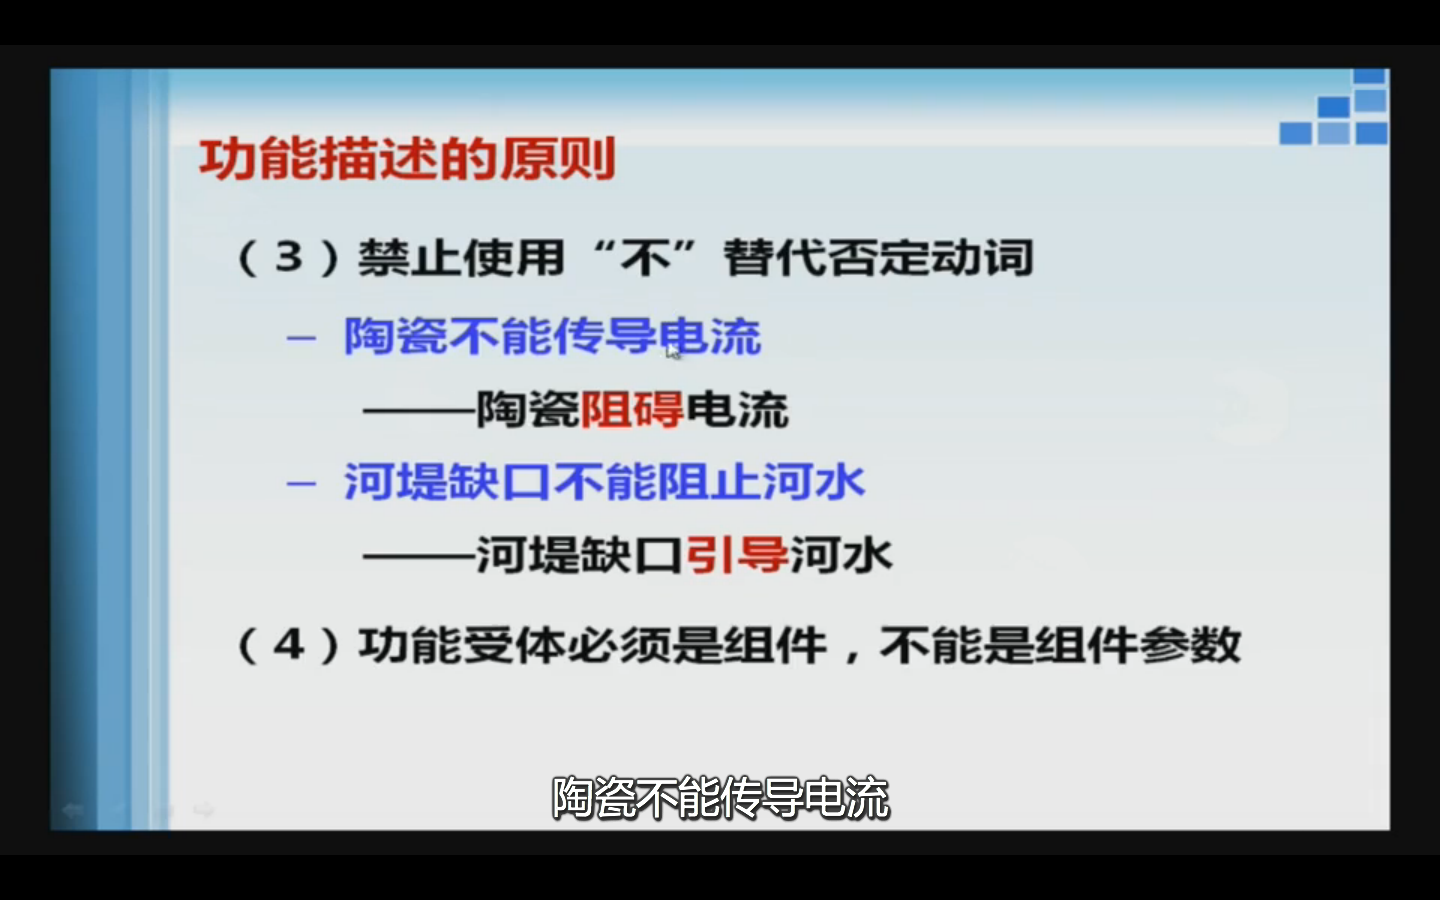 功能描述的原则
（3）禁止使用“不”替代否定动词
– 陶瓷不能传导电流
——陶瓷阻碍电流
– 河堤缺口不能阻止河水
——河堤缺口引导河水
（4）功能受体必须是组件，不能是组件参数
陶瓷不能传导电流